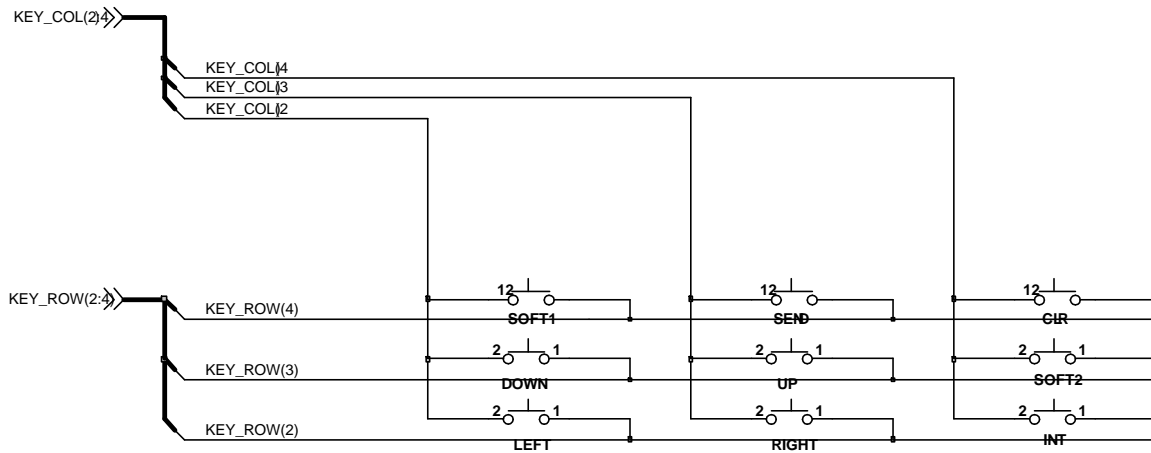 KEY_COL(2:4)
KEY_COL(4)
KEY_COL(3)
KEY_COL(2)
KEY_ROW(2:4)
KEY_ROW(4)
12 12 12
SOFT1 SEND CLR
KEY_ROW(3)
2 1 2 1 2 1
DOWN UP SOFT2
KEY_ROW(2)
2 1 2 1 2 1
LEFT RIGHT INT